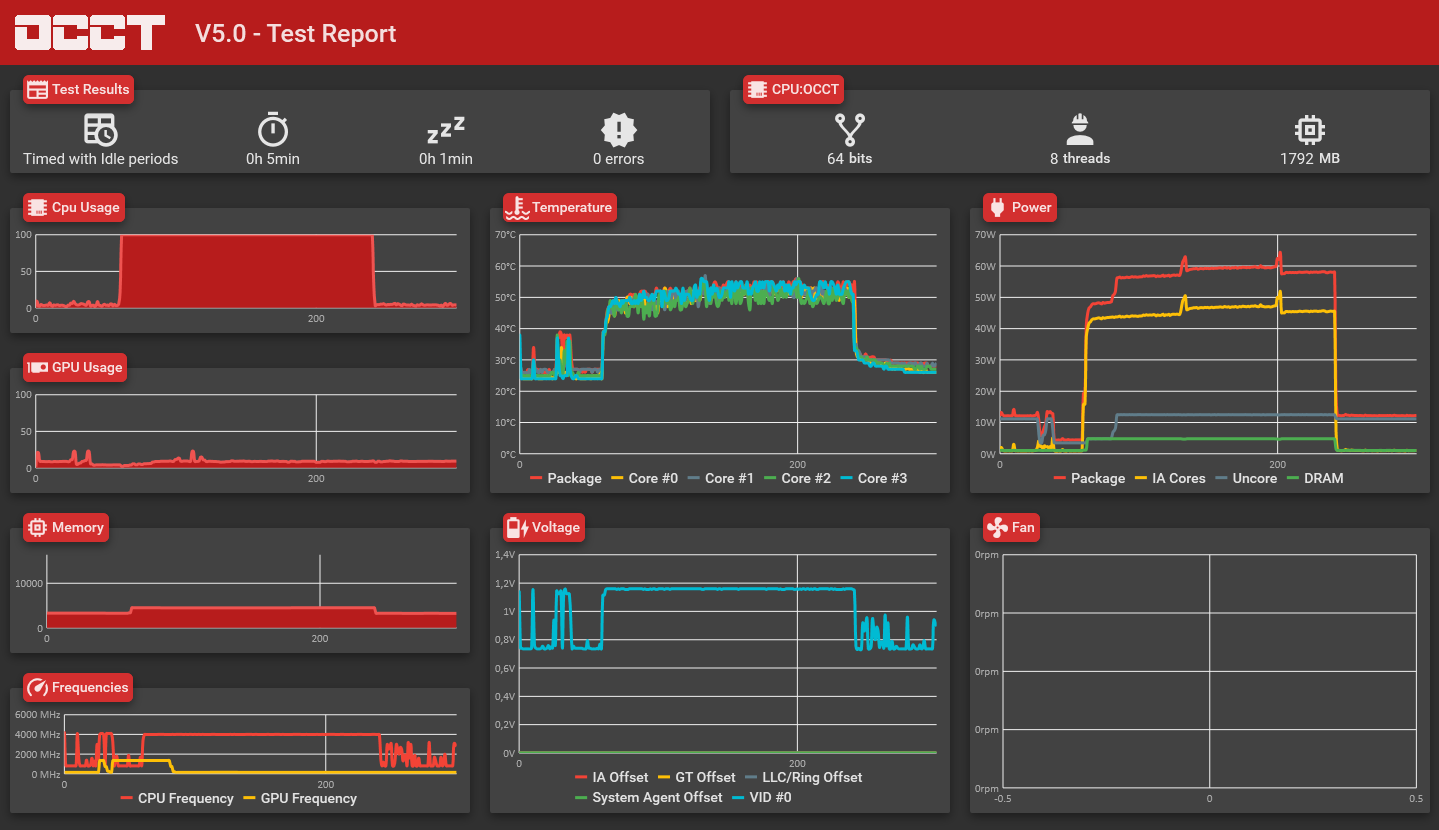 OCCT V5.0 - Test Report
Test Results
Timed with Idle periods
0h 5min
0h 1min
0 errors
CPU:OCCT
64 bits
8 threads
1792 MB
Cpu Usage
100
50
0
0 200
GPU Usage
100
50
0
0 200
Memory
10000
0
0 200
Frequencies
6000 MHz
4000 MHz
2000 MHz
0 MHz
0 200
CPU Frequency GPU Frequency
Temperature
70°C
60°C
50°C
40°C
30°C
20°C
10°C
0°C
0 200
Package Core #0 Core #1 Core #2 Core #3
Voltage
1,4V
1,2V
1V
0,8V
0,6V
0,4V
0,2V
0V
0 200
IA Offset GT Offset LLC/Ring Offset
System Agent Offset VID #0
Power
70W
60W
50W
40W
30W
20W
10W
0W
0 200
Package IA Cores Uncore DRAM
Fan
0rpm
0rpm
0rpm
0rpm
0rpm
-0.5 0 0.5